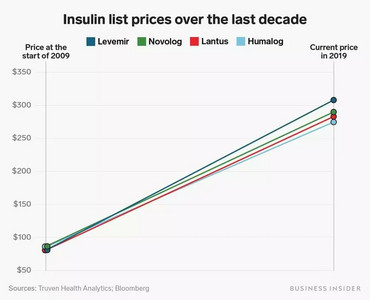 Insulin list prices over the last decade
Levemir Novolog Lantus Humalog
Price at the
start of 2009
Current price
in 2019
$350
$300
$250
$200
$150
$100
$50
Sources: Truven Health Analytics; Bloomberg
BUSINESS INSIDER